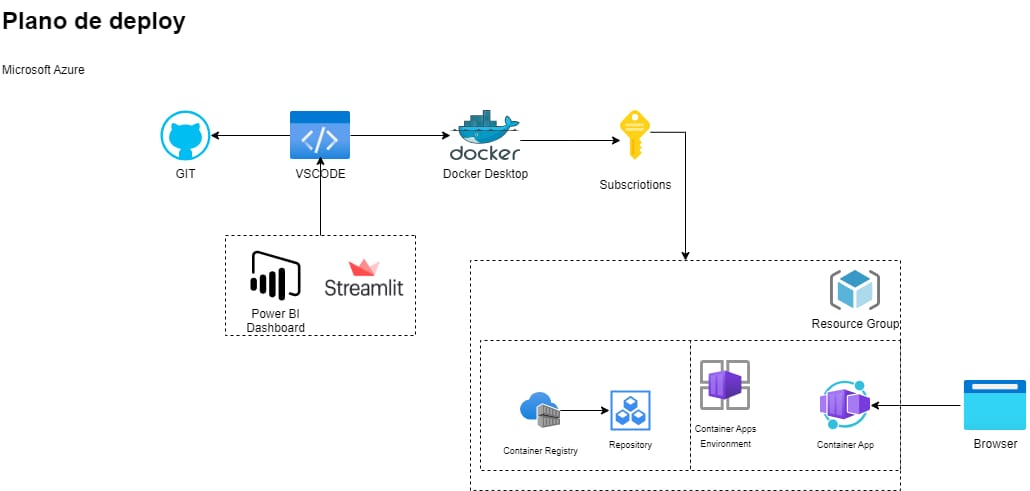 Plano de deploy
Microsoft Azure
docker
GIT
VSCODE
Docker Desktop
Subscriotions
Streamlit
Power BI
Dashboard
Resource Group
Container Apps
Environment
Container Registry
Repository
Container App
Browser